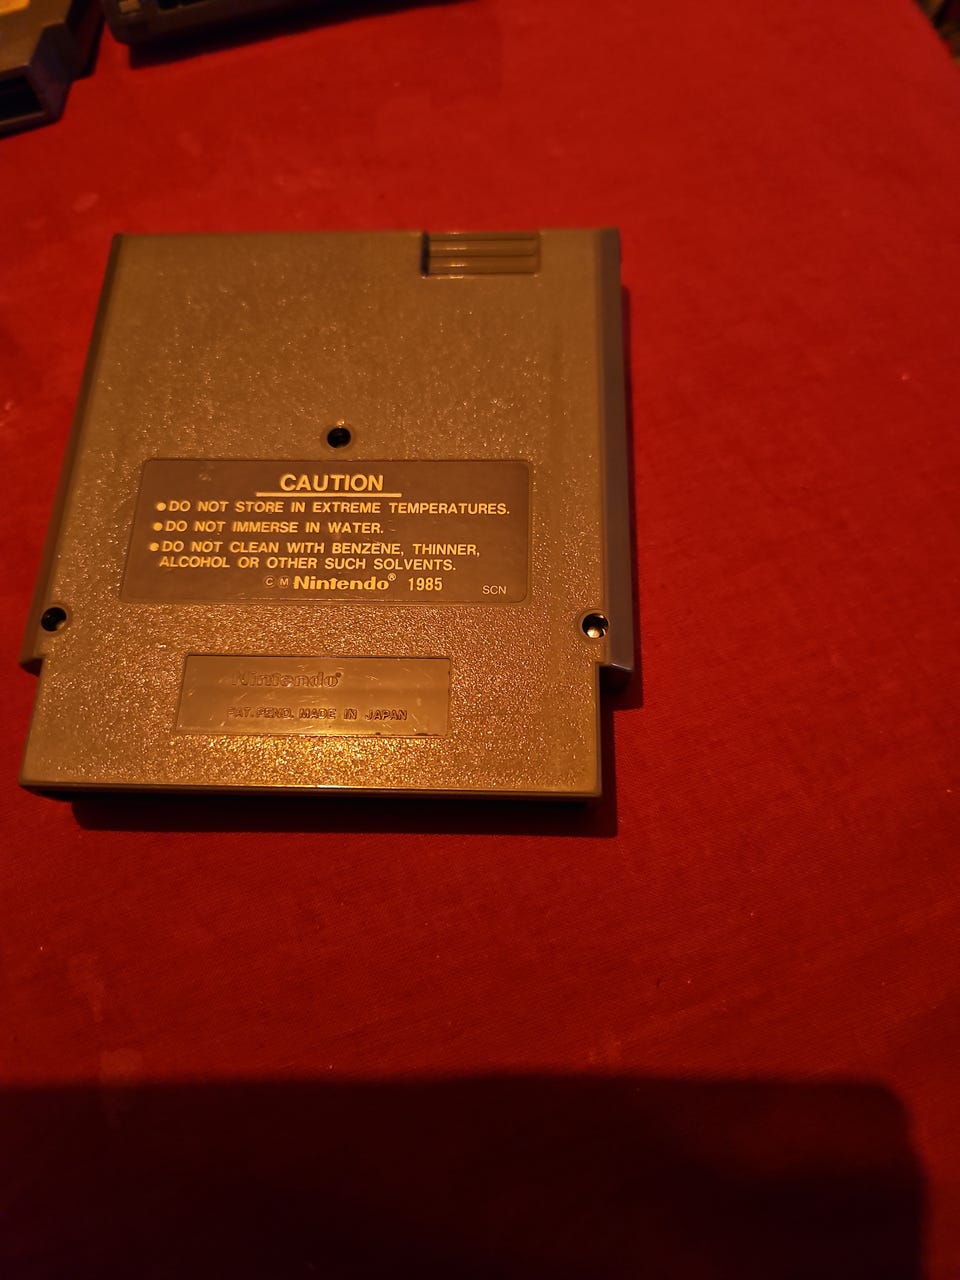 CAUTION
●DO NOT STORE IN EXTREME TEMPERATURES.
●DO NOT IMMERSE IN WATER.
●DO NOT CLEAN WITH BENZENE, THINNER,
ALCOHOL OR OTHER SUCH SOLVENTS.
© M Nintendo® 1985
SCN
Nintendo®
PAT. PEND. MADE IN JAPAN